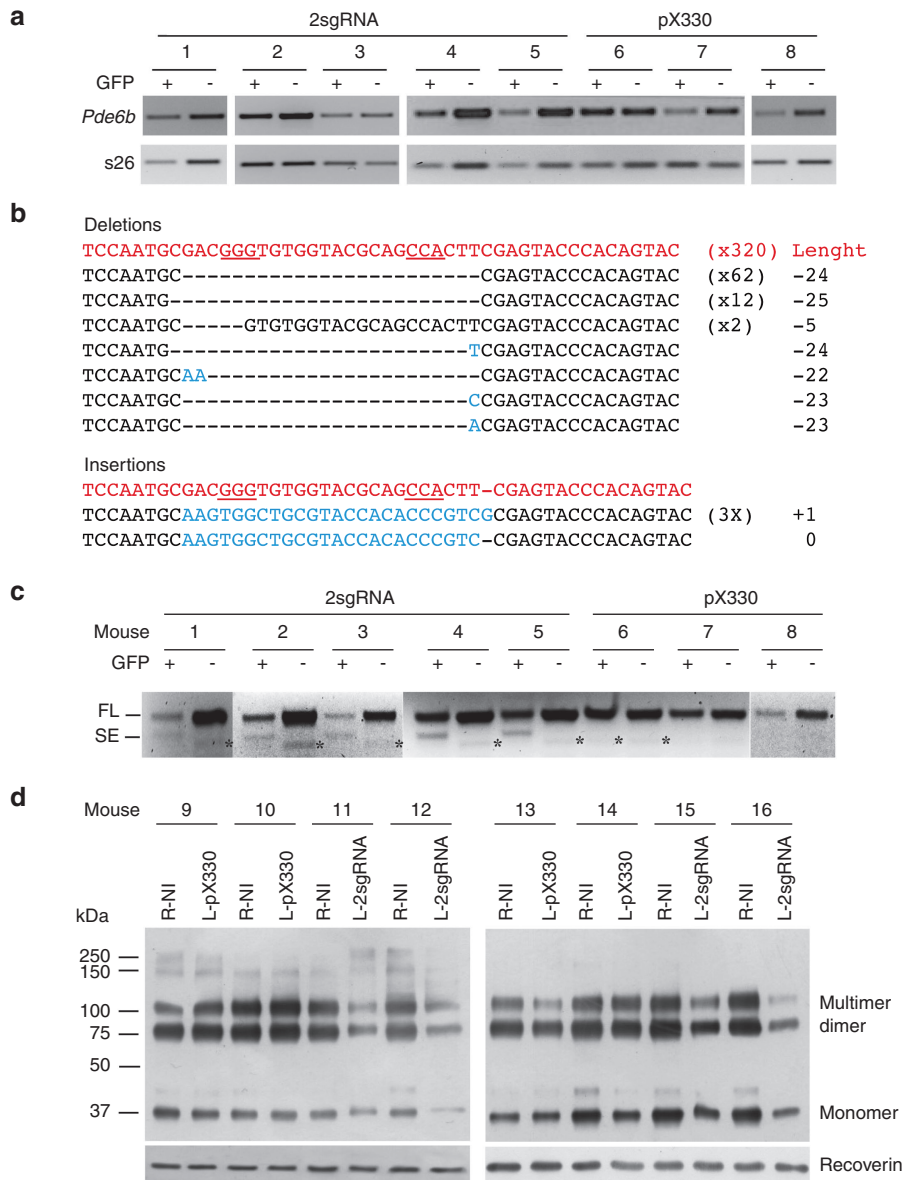 a
2sgRNA pX330
1 2 3 4 5 6 7 8
GFP + - + - + - + - + - + - + - + -
Pde6b
s26
b
Deletions
TCCAATGCGACGGGTGTGGTACGCAGCCACTTCGAGTACCCACAGTAC (x320) Lenght
TCCAATGC------------------------CGAGTACCCACAGTAC (x62) -24
TCCAATG-------------------------CGAGTACCCACAGTAC (x12) -25
TCCAATGC-----GTGTGGTACGCAGCCACTTCGAGTACCCACAGTAC (x2) -5
TCCAATG------------------------TCGAGTACCCACAGTAC -24
TCCAATGCAA----------------------CGAGTACCCACAGTAC -22
TCCAATGC-----------------------CCGAGTACCCACAGTAC -23
TCCAATGC-----------------------ACGAGTACCCACAGTAC -23
Insertions
TCCAATGCGACGGGTGTGGTACGCAGCCACTT-CGAGTACCCACAGTAC
TCCAATGCAAGTGGCTGCGTACCACACCCGTCGCGAGTACCCACAGTAC (3X) +1
TCCAATGCAAGTGGCTGCGTACCACACCCGTC-CGAGTACCCACAGTAC 0
c
2sgRNA pX330
Mouse 1 2 3 4 5 6 7 8
GFP + - + - + - + - + - + - + - + -
FL
SE * * * * * * *
d
Mouse 9 10 11 12 13 14 15 16
R-NI L-pX330 R-NI L-pX330 R-NI L-2sgRNA R-NI L-2sgRNA R-NI L-pX330 R-NI L-pX330 R-NI L-2sgRNA R-NI L-2sgRNA
kDa
250
150
100 Multimer
75 dimer
50
37 Monomer
Recoverin